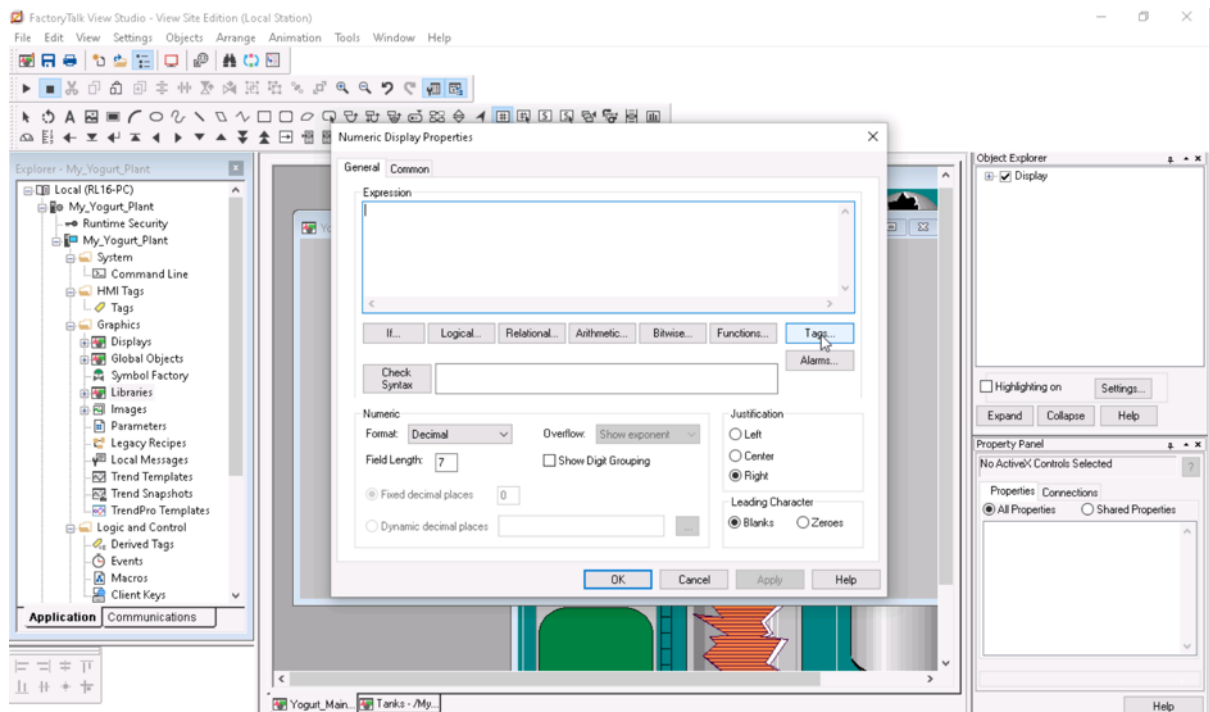 FactoryTalk View Studio - View Site Edition (Local Station)
File Edit View Settings Objects Arrange Animation Tools Window Help
Numeric Display Properties
General Common
Expression
If... Logical... Relational... Arithmetic... Bitwise... Functions... Tags...
Alarms...
Check
Syntax
Numeric
Format: Decimal Overflow: Show exponent
Field Length: 7 Show Digit Grouping
Fixed decimal places 0
Dynamic decimal places ...
Justification
Left
Center
Right
Leading Character
Blanks Zeroes
OK Cancel Apply Help
Explorer - My_Yogurt_Plant
Local (RL16-PC)
My_Yogurt_Plant
Runtime Security
My_Yogurt_Plant
System
Command Line
HMI Tags
Tags
Graphics
Displays
Global Objects
Symbol Factory
Libraries
Images
Parameters
Legacy Recipes
Local Messages
Trend Templates
Trend Snapshots
TrendPro Templates
Logic and Control
Derived Tags
Events
Macros
Client Keys
Application Communications
Yo
Object Explorer
Display
Highlighting on Settings...
Expand Collapse Help
Property Panel
No ActiveX Controls Selected ?
Properties Connections
All Properties Shared Properties
Help
Yogurt_Main... Tanks - /My...